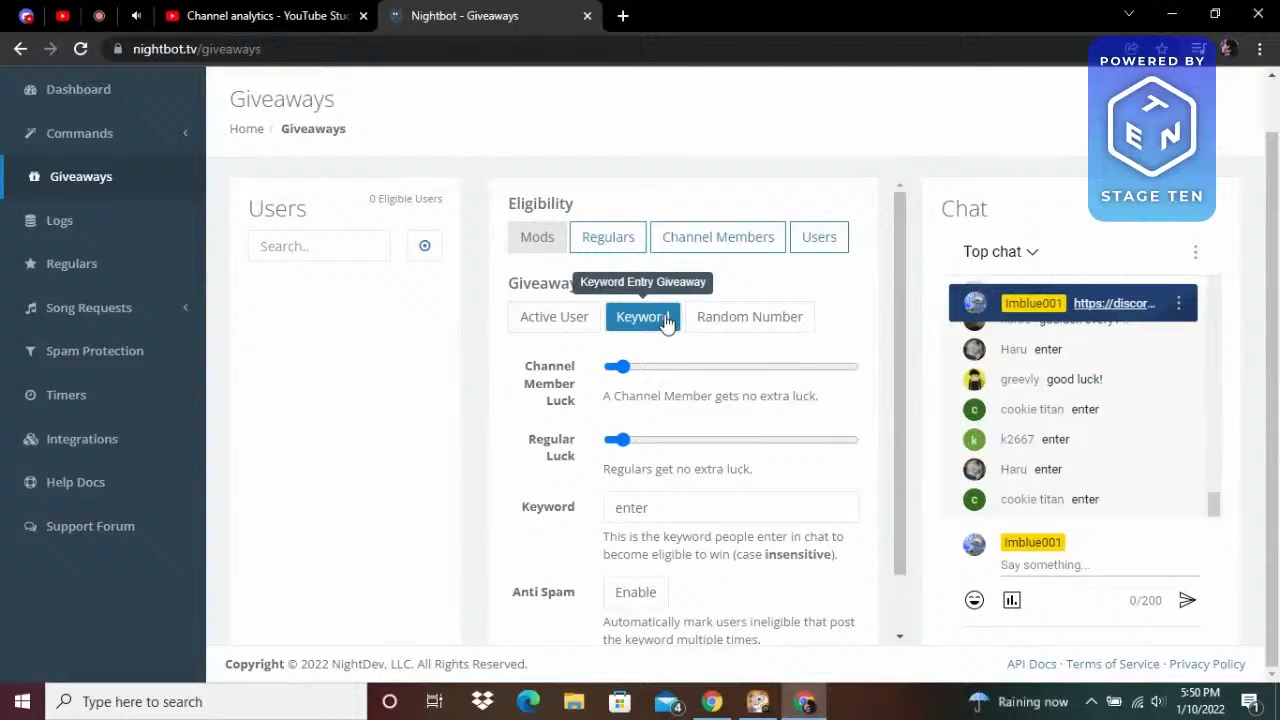 Channel analytics - YouTube Stu
Nightbot - Giveaways
nightbot.tv/giveaways
POWERED BY
TEN
STAGE TEN
Dashboard
Commands
Giveaways
Logs
Regulars
Song Requests
Spam Protection
Timers
Integrations
Help Docs
Support Forum
Giveaways
Home / Giveaways
Users
0 Eligible Users
Search..
Eligibility
Mods Regulars Channel Members Users
Keyword Entry Giveaway
Giveaway
Active User Keyword Random Number
Channel
Member
Luck
A Channel Member gets no extra luck.
Regular
Luck
Regulars get no extra luck.
Keyword
enter
This is the keyword people enter in chat to
become eligible to win (case insensitive).
Anti Spam
Enable
Automatically mark users ineligible that post
the keyword multiple times.
Chat
Top chat
Imblue001 https://discor...
Haru enter
greevly good luck!
c cookie titan enter
k k2667 enter
Haru enter
c cookie titan enter
Imblue001
Say something...
0/200
Copyright © 2022 NightDev, LLC. All Rights Reserved.
API Docs · Terms of Service · Privacy Policy
Type here to search
4
Raining now
5:50 PM
1/10/2022